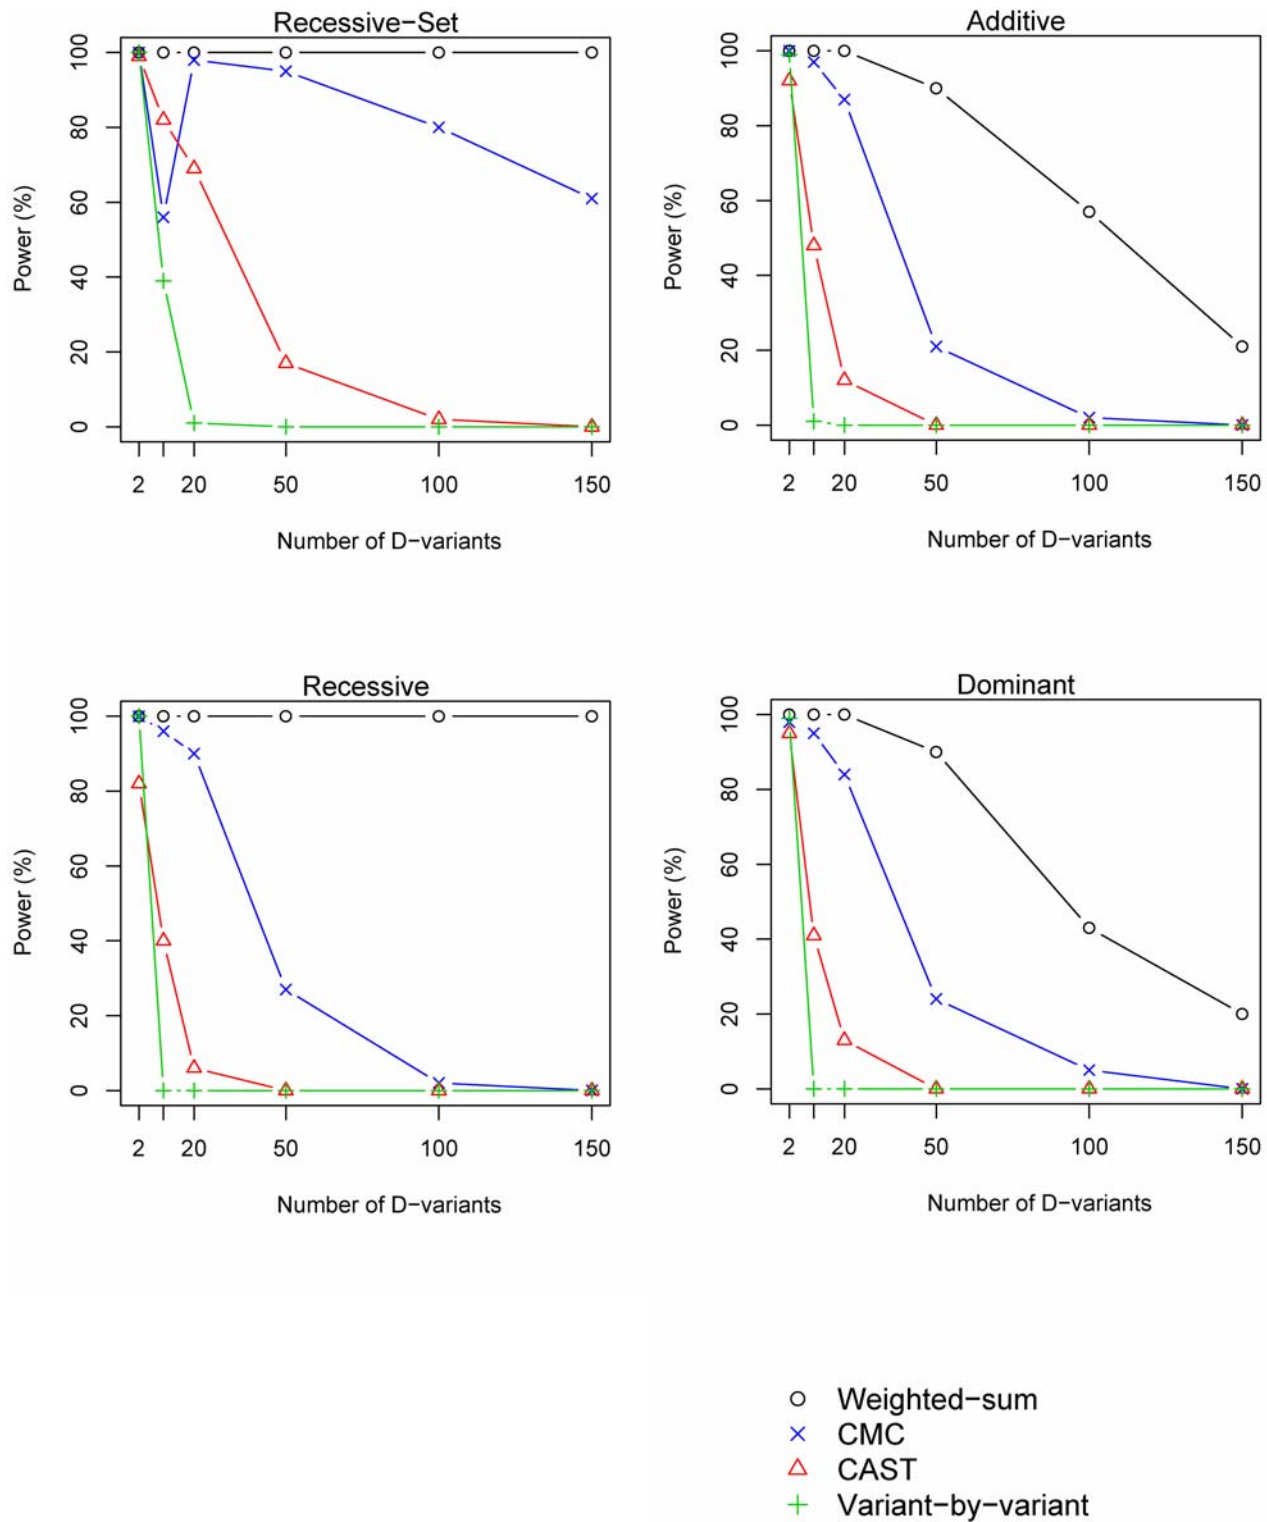 Recessive−Set
Power (%)
100
80
60
40
20
0
2 20 50 100 150
Number of D−variants
Additive
Power (%)
100
80
60
40
20
0
2 20 50 100 150
Number of D−variants
Recessive
Power (%)
100
80
60
40
20
0
2 20 50 100 150
Number of D−variants
Dominant
Power (%)
100
80
60
40
20
0
2 20 50 100 150
Number of D−variants
Weighted−sum
CMC
CAST
Variant−by−variant